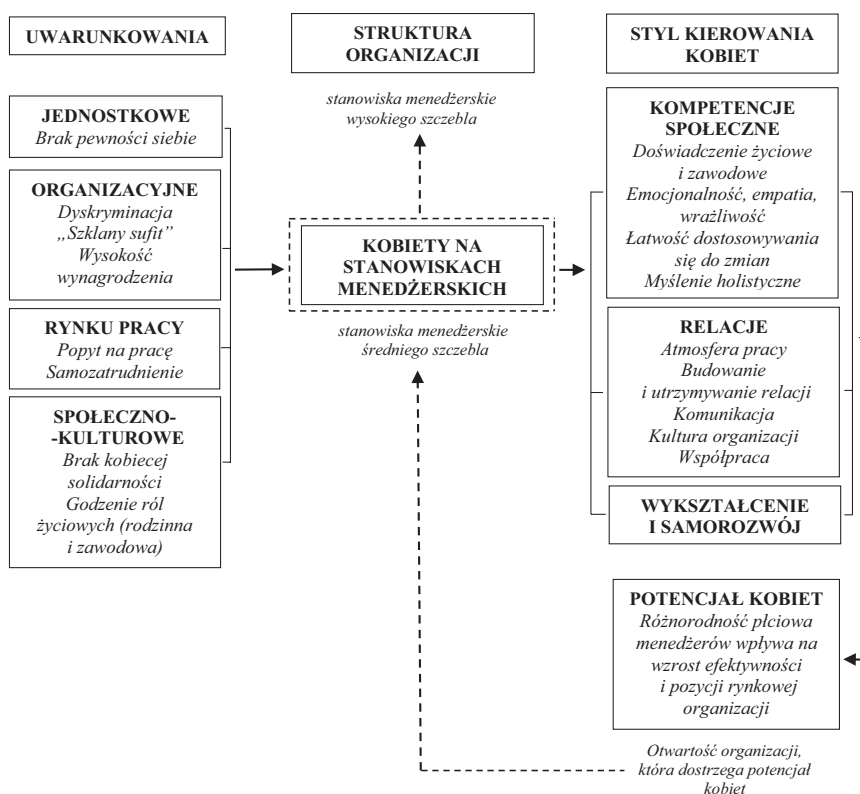 UWARUNKOWANIA
JEDNOSTKOWE
Brak pewności siebie
ORGANIZACYJNE
Dyskryminacja
„Szklany sufit”
Wysokość
wynagrodzenia
RYNKU PRACY
Popyt na pracę
Samozatrudnienie
SPOŁECZNO-
-KULTUROWE
Brak kobiecej
solidarności
Godzenie ról
życiowych (rodzinna
i zawodowa)
STRUKTURA
ORGANIZACJI
stanowiska menedżerskie
wysokiego szczebla
KOBIETY NA
STANOWISKACH
MENEDŻERSKICH
stanowiska menedżerskie
średniego szczebla
STYL KIEROWANIA
KOBIET
KOMPETENCJE
SPOŁECZNE
Doświadczenie życiowe
i zawodowe
Emocjonalność, empatia,
wrażliwość
Łatwość dostosowywania
się do zmian
Myślenie holistyczne
RELACJE
Atmosfera pracy
Budowanie
i utrzymywanie relacji
Komunikacja
Kultura organizacji
Współpraca
WYKSZTAŁCENIE
I SAMOROZWÓJ
POTENCJAŁ KOBIET
Różnorodność płciowa
menedżerów wpływa na
wzrost efektywności
i pozycji rynkowej
organizacji
Otwartość organizacji,
która dostrzega potencjał
kobiet